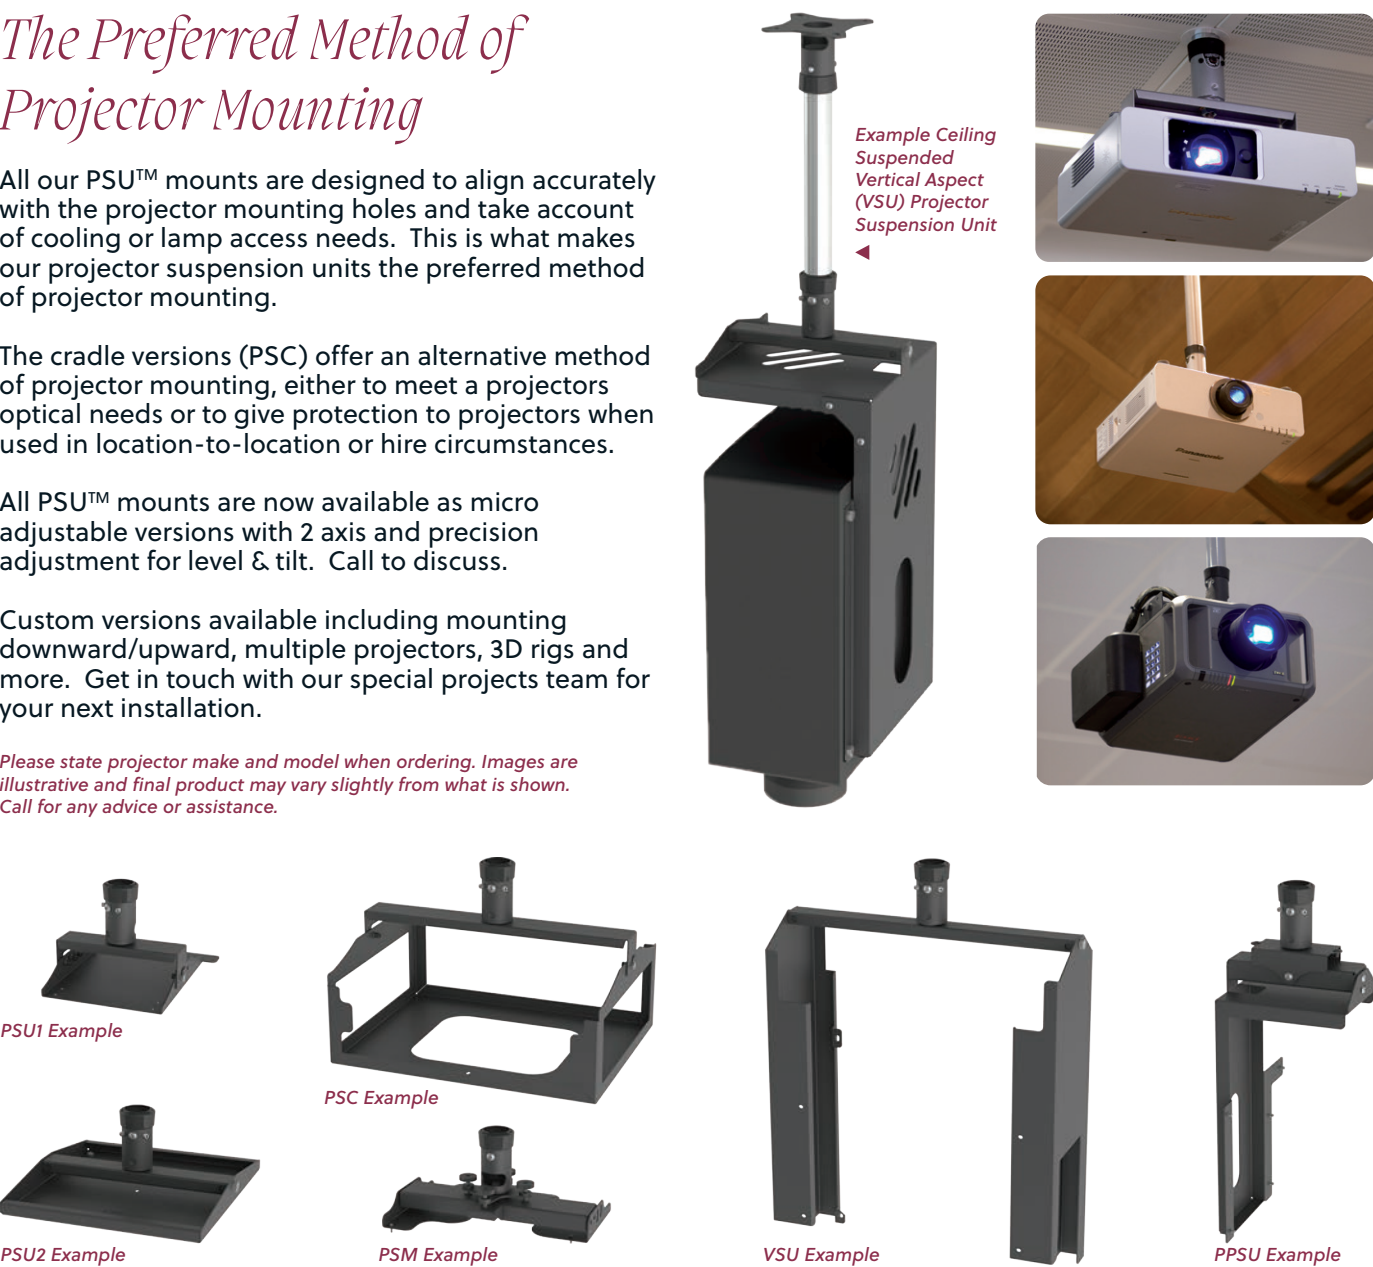 The Preferred Method of
Projector Mounting
All our PSU™ mounts are designed to align accurately
with the projector mounting holes and take account
of cooling or lamp access needs.  This is what makes
our projector suspension units the preferred method
of projector mounting.
The cradle versions (PSC) offer an alternative method
of projector mounting, either to meet a projectors
optical needs or to give protection to projectors when
used in location-to-location or hire circumstances.
All PSU™ mounts are now available as micro
adjustable versions with 2 axis and precision
adjustment for level & tilt.  Call to discuss.
Custom versions available including mounting
downward/upward, multiple projectors, 3D rigs and
more.  Get in touch with our special projects team for
your next installation.
Please state projector make and model when ordering. Images are
illustrative and final product may vary slightly from what is shown.
Call for any advice or assistance.
Example Ceiling
Suspended
Vertical Aspect
(VSU) Projector
Suspension Unit
Panasonic
PSU1 Example
PSC Example
PSU2 Example
PSM Example
VSU Example
PPSU Example